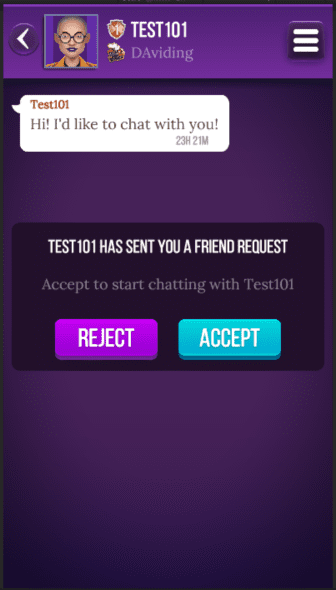 TEST101
DAviding
Test101
Hi! I'd like to chat with you!
23H 21M
TEST101 HAS SENT YOU A FRIEND REQUEST
Accept to start chatting with Test101
REJECT
ACCEPT